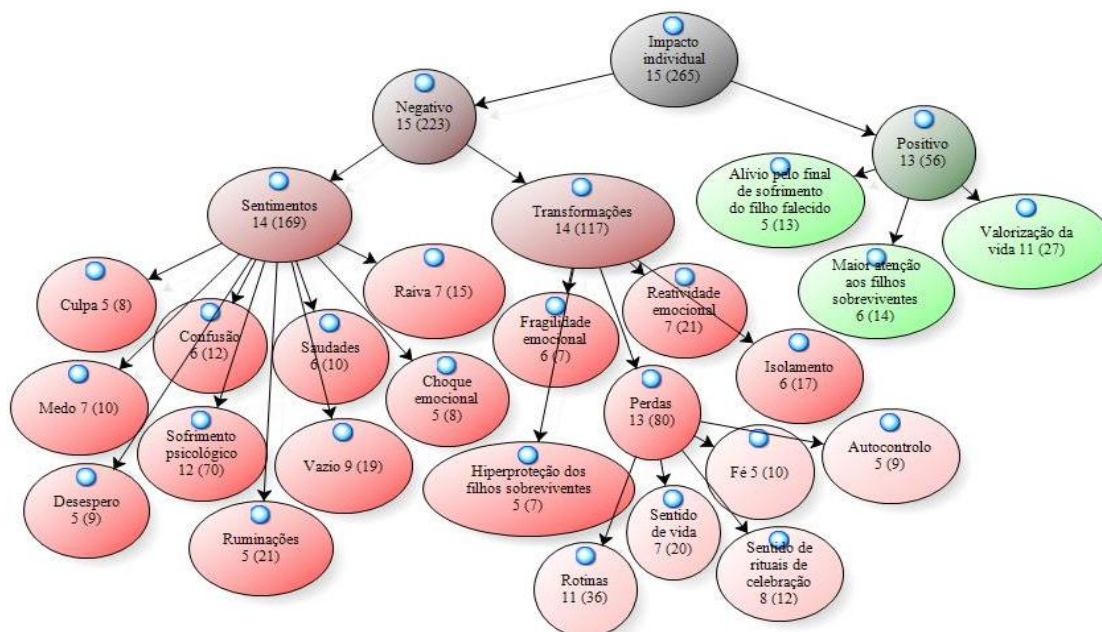 Impacto
individual
15 (265)
Negativo
15 (223)
Positivo
13 (56)
Sentimentos
14 (169)
Transformações
14 (117)
Alívio pelo final
de sofrimento
do filho falecido
5 (13)
Valorização da
vida 11 (27)
Maior atenção
aos filhos
sobreviventes
6 (14)
Culpa 5 (8)
Confusão
6 (12)
Saudades
6 (10)
Raiva 7 (15)
Fragilidade
emocional
6 (7)
Reatividade
emocional
7 (21)
Isolamento
6 (17)
Medo 7 (10)
Sofrimento
psicológico
12 (70)
Vazio 9 (19)
Choque
emocional
5 (8)
Perdas
13 (80)
Autocontrolo
5 (9)
Desespero
5 (9)
Ruminações
5 (21)
Hiperproteção dos
filhos sobreviventes
5 (7)
Fé 5 (10)
Sentido
de vida
7 (20)
Rotinas
11 (36)
Sentido de
rituais de
celebração
8 (12)